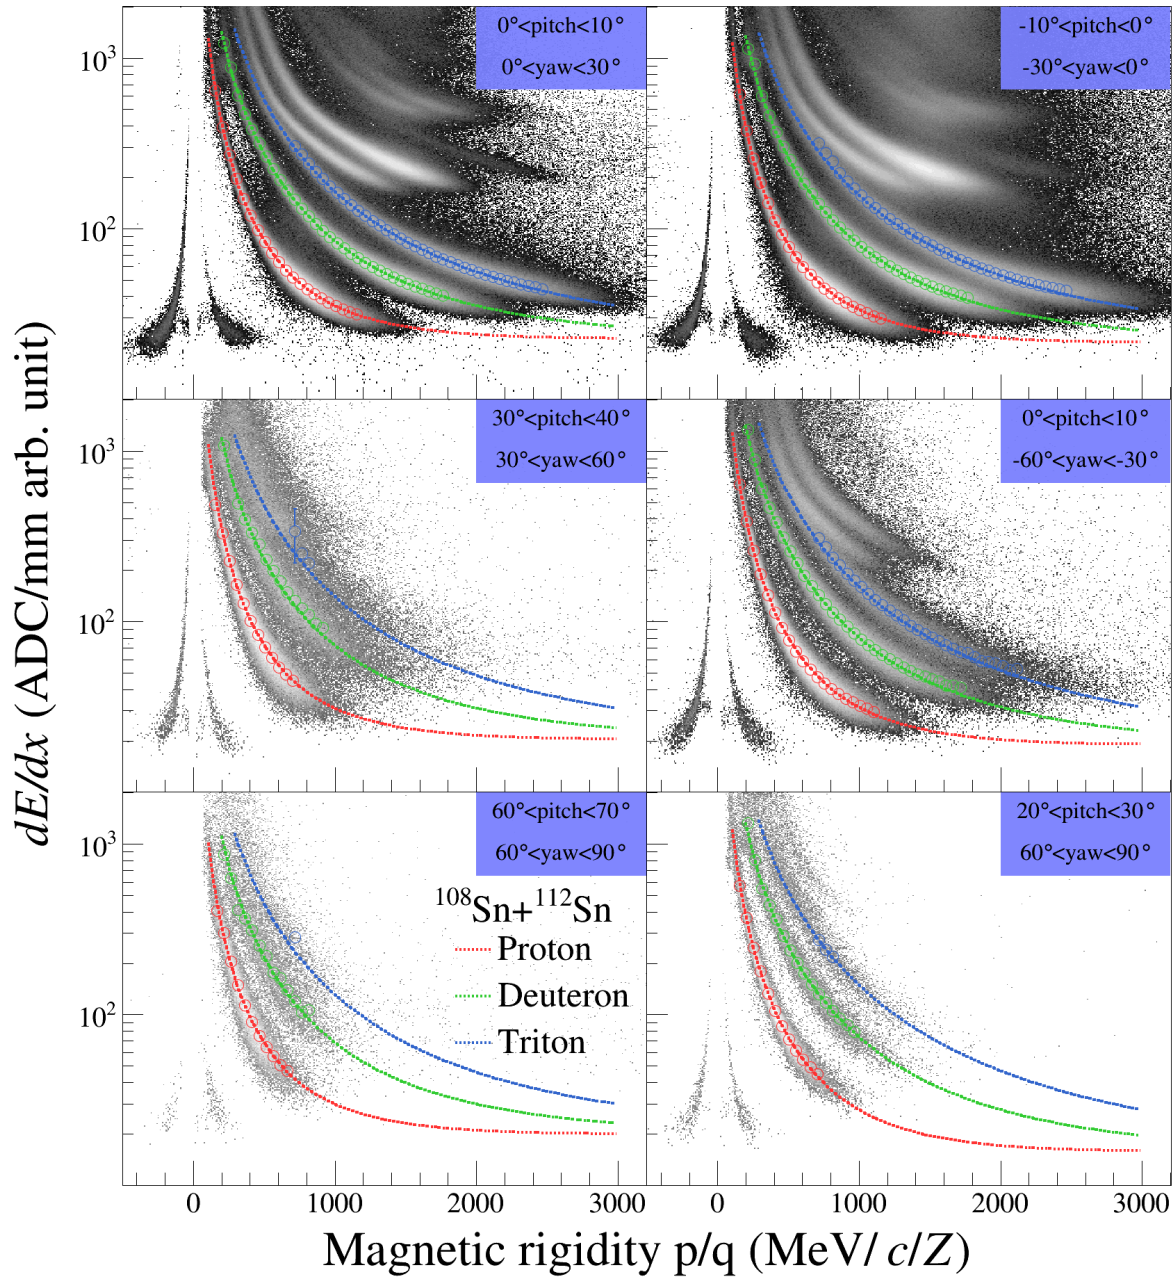 dE/dx (ADC/mm arb. unit)
10³
10²
0°<pitch<10°
0°<yaw<30°
-10°<pitch<0°
-30°<yaw<0°
10³
10²
30°<pitch<40°
30°<yaw<60°
0°<pitch<10°
-60°<yaw<-30°
10³
10²
60°<pitch<70°
60°<yaw<90°
¹⁰⁸Sn+¹¹²Sn
Proton
Deuteron
Triton
20°<pitch<30°
60°<yaw<90°
0 1000 2000 3000 0 1000 2000 3000
Magnetic rigidity p/q (MeV/ c/Z)